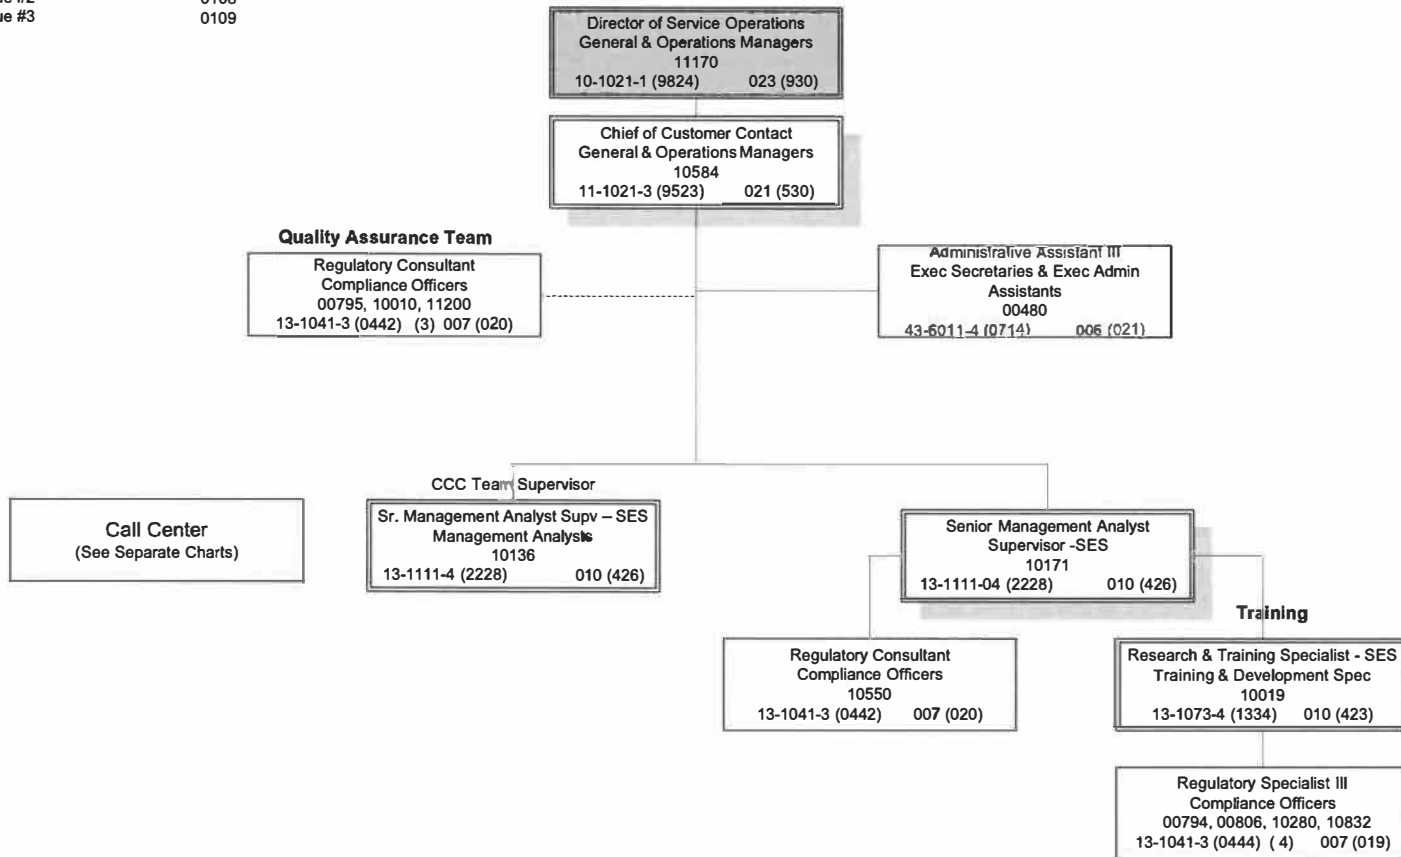 0109
Director of Service Operations
General & Operations Managers
11170
10-1021-1 (9824) 023 (930)
Chief of Customer Contact
General & Operations Managers
10584
11-1021-3 (9523) 021 (530)
Quality Assurance Team
Regulatory Consultant
Compliance Officers
00795, 10010, 11200
13-1041-3 (0442) (3) 007 (020)
Administrative Assistant III
Exec Secretaries & Exec Admin
Assistants
00480
43-6011-4 (0714) 006 (021)
Call Center
(See Separate Charts)
CCC Team Supervisor
Sr. Management Analyst Supv – SES
Management Analysts
10136
13-1111-4 (2228) 010 (426)
Senior Management Analyst
Supervisor -SES
10171
13-1111-04 (2228) 010 (426)
Regulatory Consultant
Compliance Officers
10550
13-1041-3 (0442) 007 (020)
Training
Research & Training Specialist - SES
Training & Development Spec
10019
13-1073-4 (1334) 010 (423)
Regulatory Specialist III
Compliance Officers
00794, 00806, 10280, 10832
13-1041-3 (0444) ( 4) 007 (019)